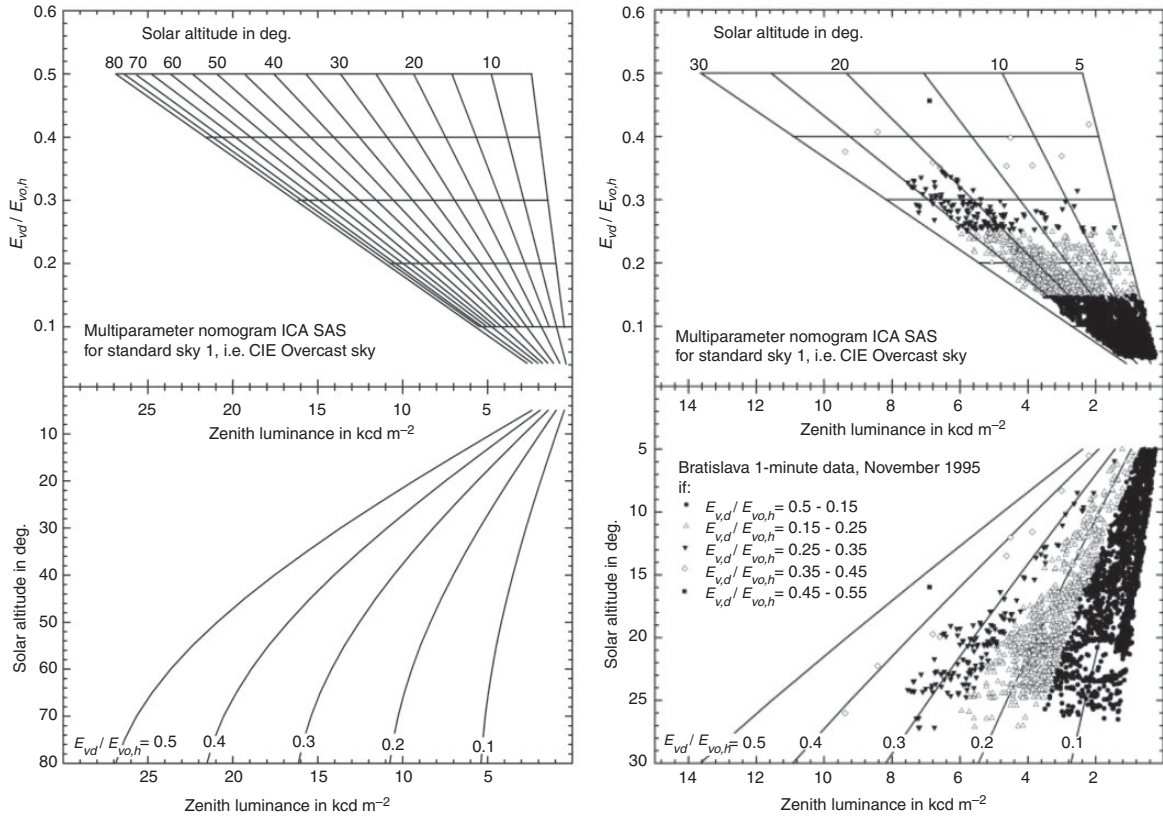 0.6
Solar altitude in deg.
80 70 60 50 40 30 20 10
0.5
0.4
0.3
0.2
0.1
E_vd / E_vo,h
Multiparameter nomogram ICA SAS
for standard sky 1, i.e. CIE Overcast sky
25 20 15 10 5
Zenith luminance in kcd m⁻²
10
20
30
40
50
60
70
80
Solar altitude in deg.
E_vd / E_vo,h = 0.5 0.4 0.3 0.2 0.1
25 20 15 10 5
Zenith luminance in kcd m⁻²
0.6
Solar altitude in deg.
30 20 10 5
0.5
0.4
0.3
0.2
0.1
E_vd / E_vo,h
Multiparameter nomogram ICA SAS
for standard sky 1, i.e. CIE Overcast sky
14 12 10 8 6 4 2
Zenith luminance in kcd m⁻²
5
10
15
20
25
30
Solar altitude in deg.
Bratislava 1-minute data, November 1995
if:
E_v,d / E_vo,h = 0.5 - 0.15
E_v,d / E_vo,h = 0.15 - 0.25
E_v,d / E_vo,h = 0.25 - 0.35
E_v,d / E_vo,h = 0.35 - 0.45
E_v,d / E_vo,h = 0.45 - 0.55
E_vd / E_vo,h = 0.5 0.4 0.3 0.2 0.1
14 12 10 8 6 4 2
Zenith luminance in kcd m⁻²